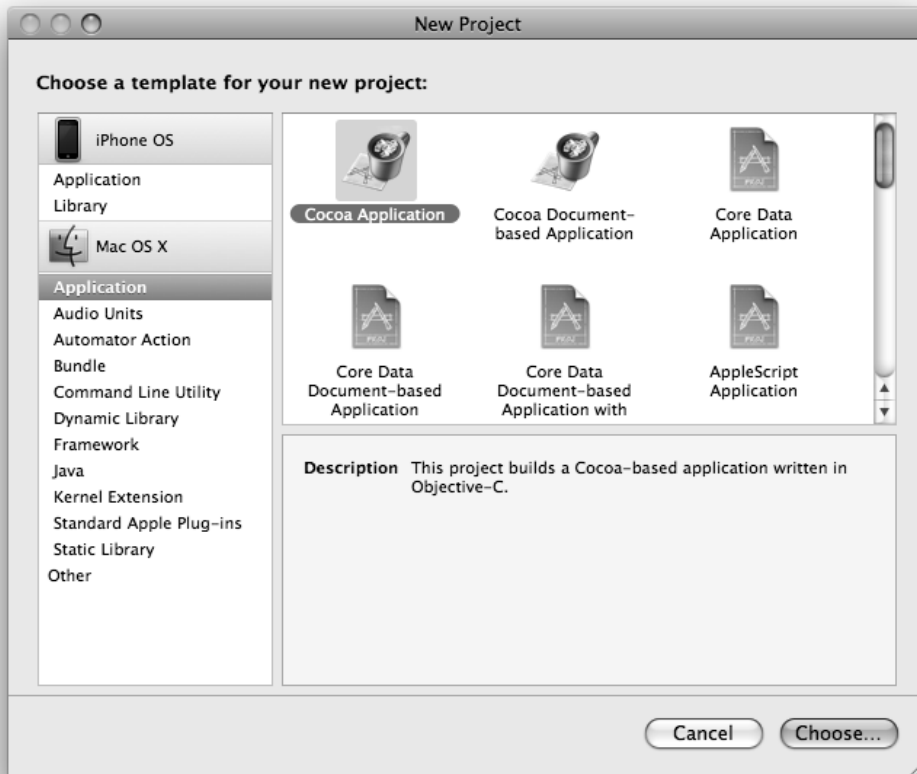 New Project
Choose a template for your new project:
iPhone OS
Application
Library
Mac OS X
Application
Audio Units
Automator Action
Bundle
Command Line Utility
Dynamic Library
Framework
Java
Kernel Extension
Standard Apple Plug-ins
Static Library
Other
Cocoa Application
Cocoa Document-
based Application
Core Data
Application
Core Data
Document-based
Application
Core Data
Document-based
Application with
AppleScript
Application
Description This project builds a Cocoa-based application written in
Objective-C.
Cancel
Choose...